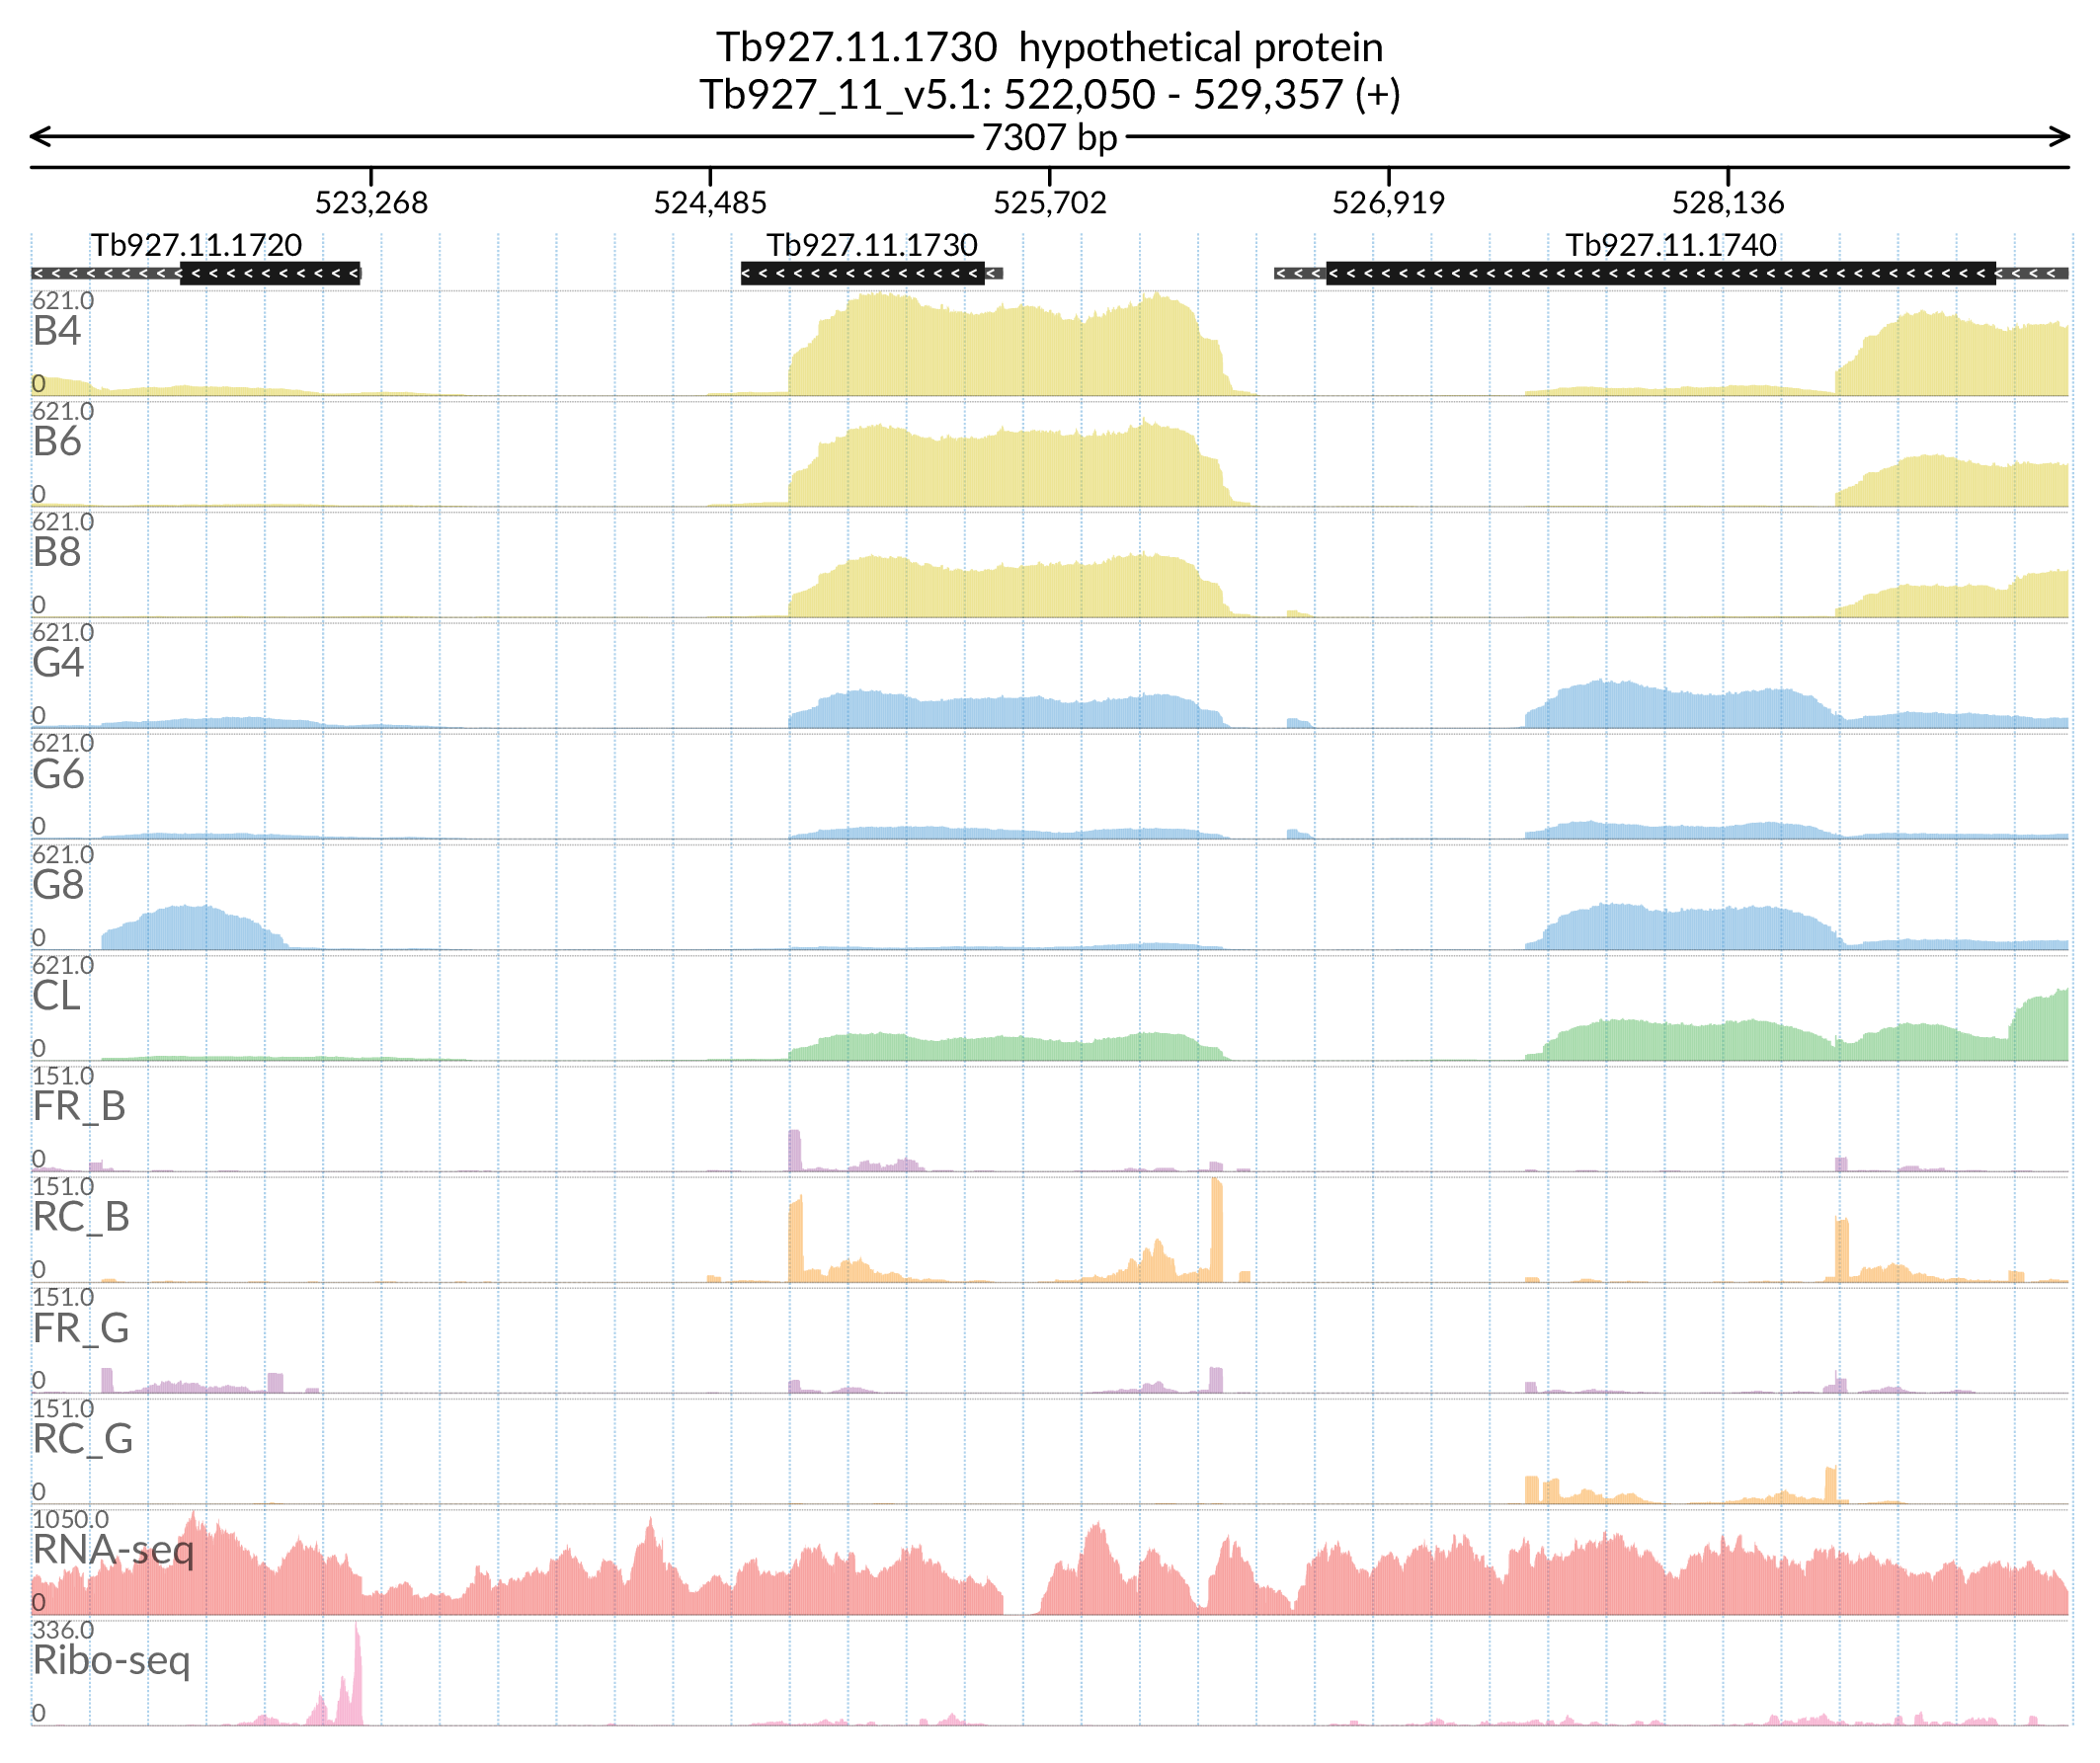 Tb927.11.1730  hypothetical protein
Tb927_11_v5.1: 522,050 - 529,357 (+)
7307 bp
523,268 524,485 525,702 526,919 528,136
Tb927.11.1720 Tb927.11.1730 Tb927.11.1740
621.0
B4
0
621.0
B6
0
621.0
B8
0
621.0
G4
0
621.0
G6
0
621.0
G8
0
621.0
CL
0
151.0
FR_B
0
151.0
RC_B
0
151.0
FR_G
0
151.0
RC_G
0
1050.0
RNA-seq
0
336.0
Ribo-seq
0